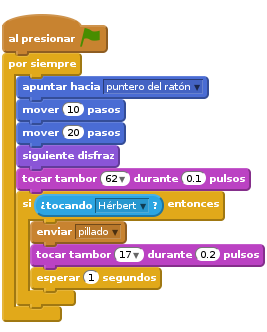 al presionar
por siempre
apuntar hacia puntero del ratón
mover 10 pasos
mover 20 pasos
siguiente disfraz
tocar tambor 62 durante 0.1 pulsos
si ¿tocando Hérbert ? entonces
enviar pillado
tocar tambor 17 durante 0.2 pulsos
esperar 1 segundos